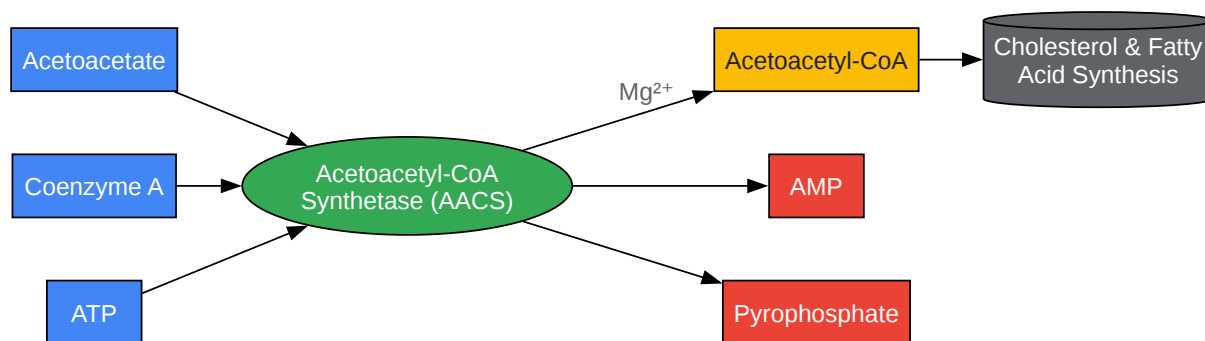 Acetoacetate
Coenzyme A
ATP
Acetoacetyl-CoA
Synthetase (AACS)
Mg²⁺
Acetoacetyl-CoA
AMP
Pyrophosphate
Cholesterol & Fatty
Acid Synthesis